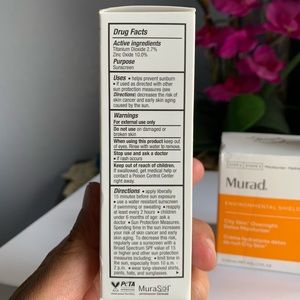 Drug Facts
Active ingredients
Titanium Dioxide 2.7%
Zinc Oxide 10.0%
Purpose
Sunscreen
Uses • helps prevent sunburn
• if used as directed with other
sun protection measures (see
Directions) decreases the risk of
skin cancer and early skin aging
caused by the sun.
Warnings
For external use only
Do not use on damaged or
broken skin
When using this product keep
out of eyes. Rinse with water to remove.
Stop use and ask a doctor
if rash occurs
Keep out of reach of children.
If swallowed, get medical help or
contact a Poison Control Center
right away.
Directions • apply liberally
15 minutes before sun exposure
• use a water resistant sunscreen
if swimming or sweating • reapply
at least every 2 hours • children
under 6 months of age: ask a
doctor • Sun Protection Measures.
Spending time in the sun increases
your risk of skin cancer and early
skin aging. To decrease this risk,
regularly use a sunscreen with a
Broad Spectrum SPF value of 15
or higher and other sun protection
measures including: • limit time in
the sun, especially from 10 a.m. –
2 p.m. • wear long-sleeved shirts,
pants, hats, and sunglasses.
PETA
MuraSol
Murad.
ENVIRONMENTAL SHIELD
City Skin® Overnight
Detox Moisturizer